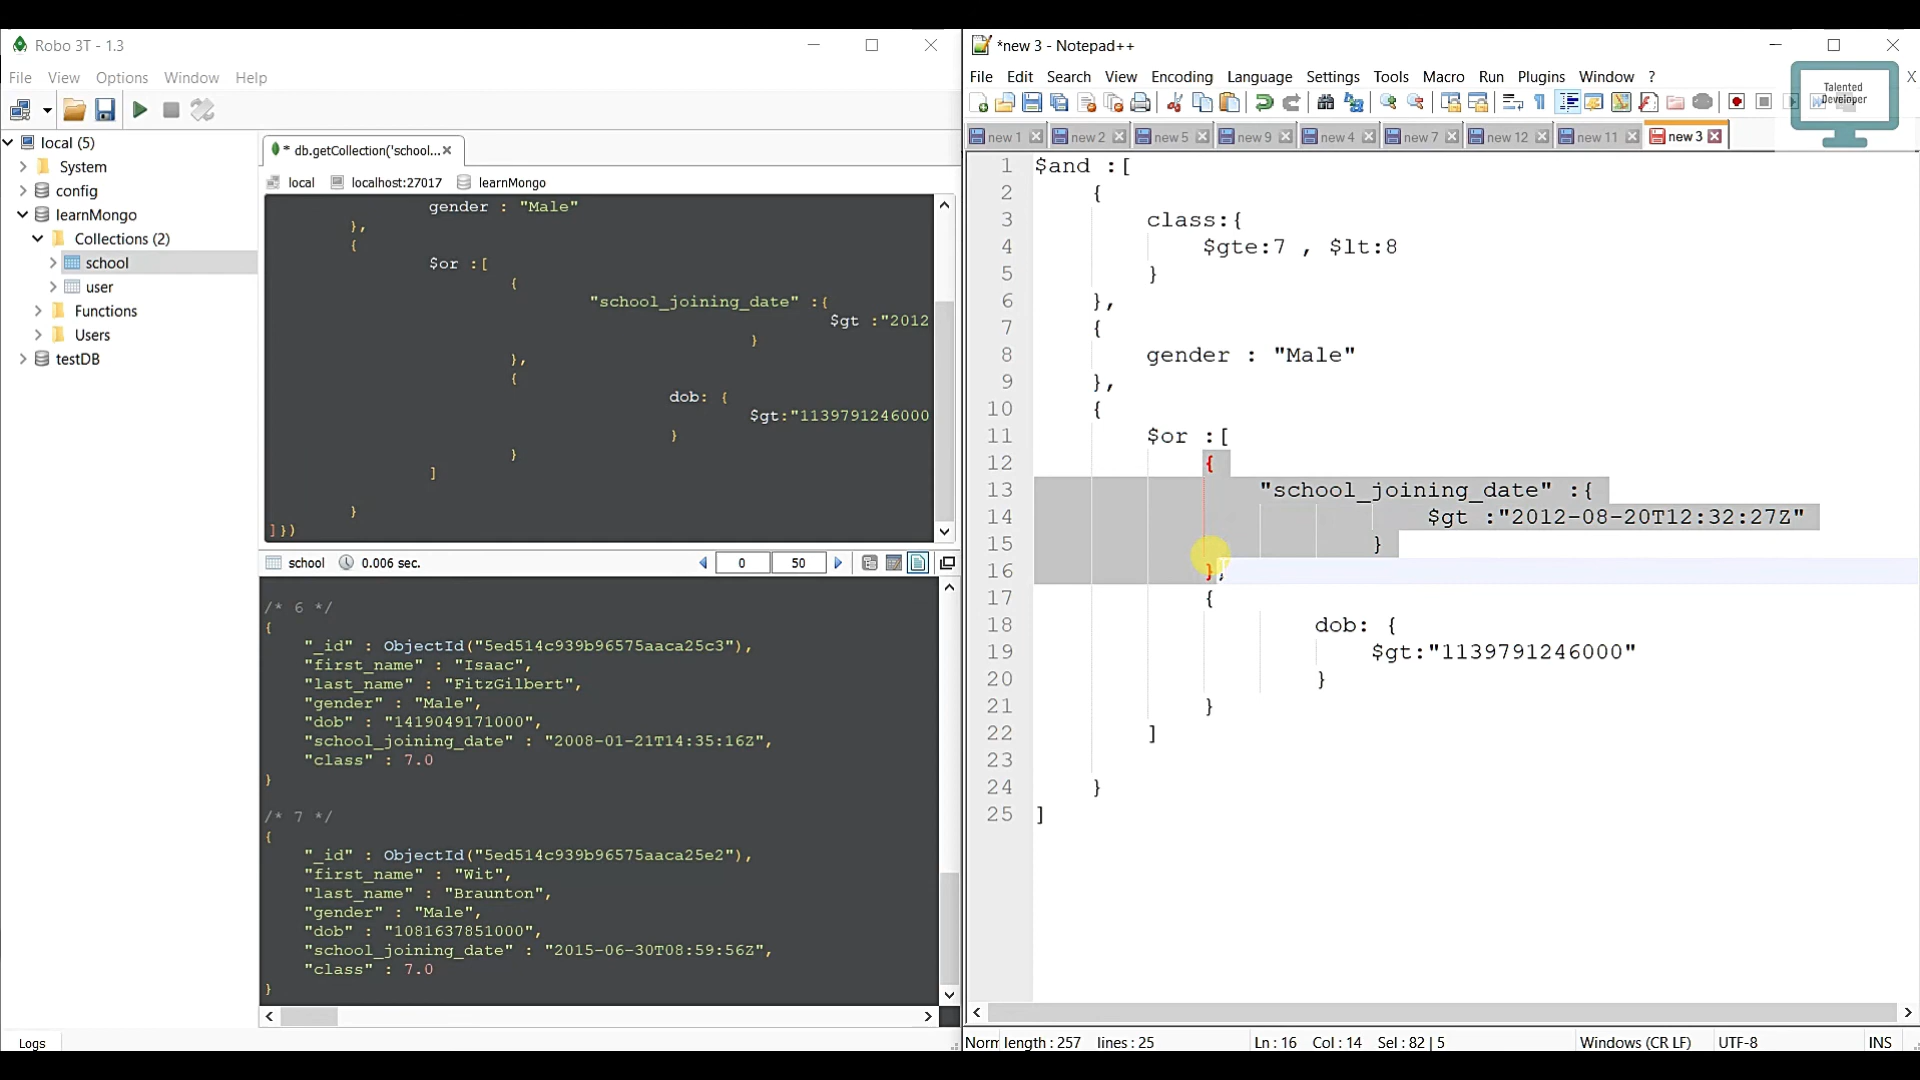 Robo 3T - 1.3
File View Options Window Help
local (5)
System
config
learnMongo
Collections (2)
school
user
Functions
Users
testDB
Logs
* db.getCollection('school...
local localhost:27017 learnMongo
gender : "Male"
},
{
$or :[
{
"school_joining_date" :{
$gt :"2012
}
},
{
dob: {
$gt:"1139791246000
}
}
]
}
]})
school 0.006 sec. 0 50
/* 6 */
{
"_id" : ObjectId("5ed514c939b96575aaca25c3"),
"first_name" : "Isaac",
"last_name" : "FitzGilbert",
"gender" : "Male",
"dob" : "1419049171000",
"school_joining_date" : "2008-01-21T14:35:16Z",
"class" : 7.0
}
/* 7 */
{
"_id" : ObjectId("5ed514c939b96575aaca25e2"),
"first_name" : "Wit",
"last_name" : "Braunton",
"gender" : "Male",
"dob" : "1081637851000",
"school_joining_date" : "2015-06-30T08:59:56Z",
"class" : 7.0
}
*new 3 - Notepad++
File Edit Search View Encoding Language Settings Tools Macro Run Plugins Window ? X
Talented
Developer
new 1 new 2 new 5 new 9 new 4 new 7 new 12 new 11 new 3
1 $and :[
2 {
3 class:{
4 $gte:7 , $lt:8
5 }
6 },
7 {
8 gender : "Male"
9 },
10 {
11 $or :[
12 {
13 "school_joining_date" :{
14 $gt :"2012-08-20T12:32:27Z"
15 }
16 },
17 {
18 dob: {
19 $gt:"1139791246000"
20 }
21 }
22 ]
23
24 }
25 ]
Norm length : 257 lines : 25 Ln : 16 Col : 14 Sel : 82 | 5 Windows (CR LF) UTF-8 INS